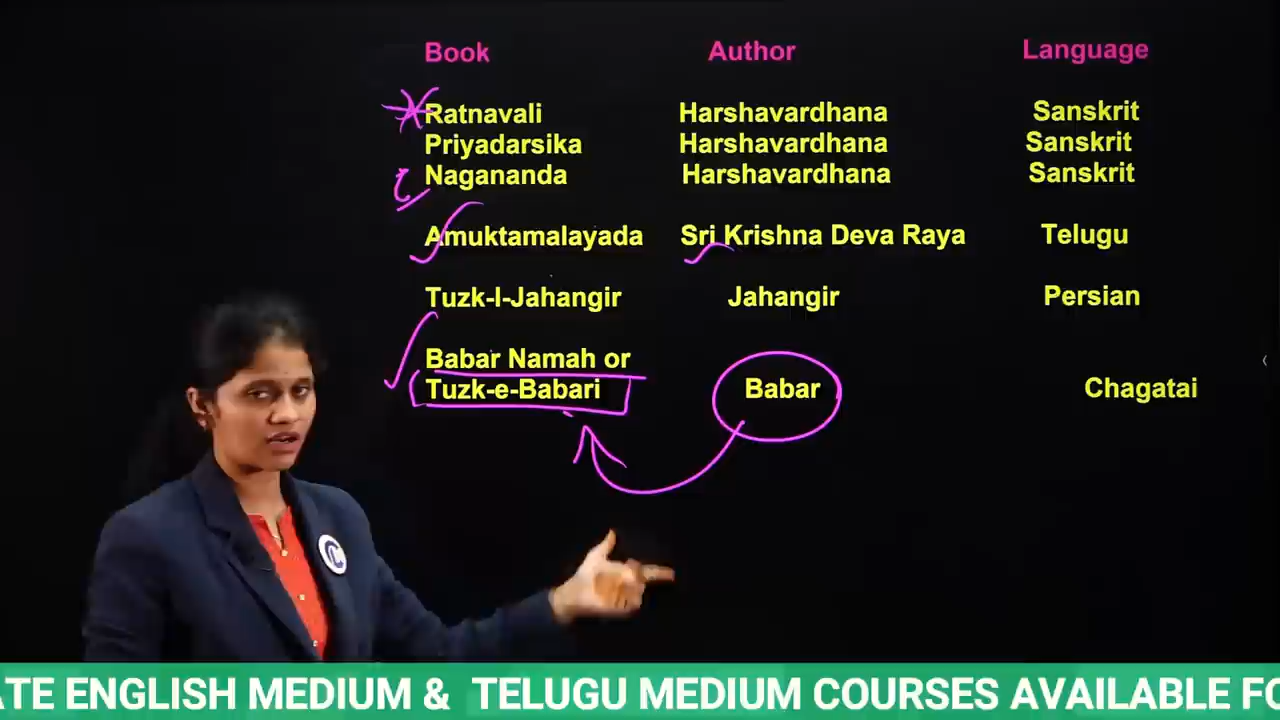 Book Author Language
Ratnavali Harshavardhana Sanskrit
Priyadarsika Harshavardhana Sanskrit
Nagananda Harshavardhana Sanskrit
Amuktamalayada Sri Krishna Deva Raya Telugu
Tuzk-I-Jahangir Jahangir Persian
Babar Namah or
Tuzk-e-Babari Babar Chagatai
ATE ENGLISH MEDIUM & TELUGU MEDIUM COURSES AVAILABLE FO